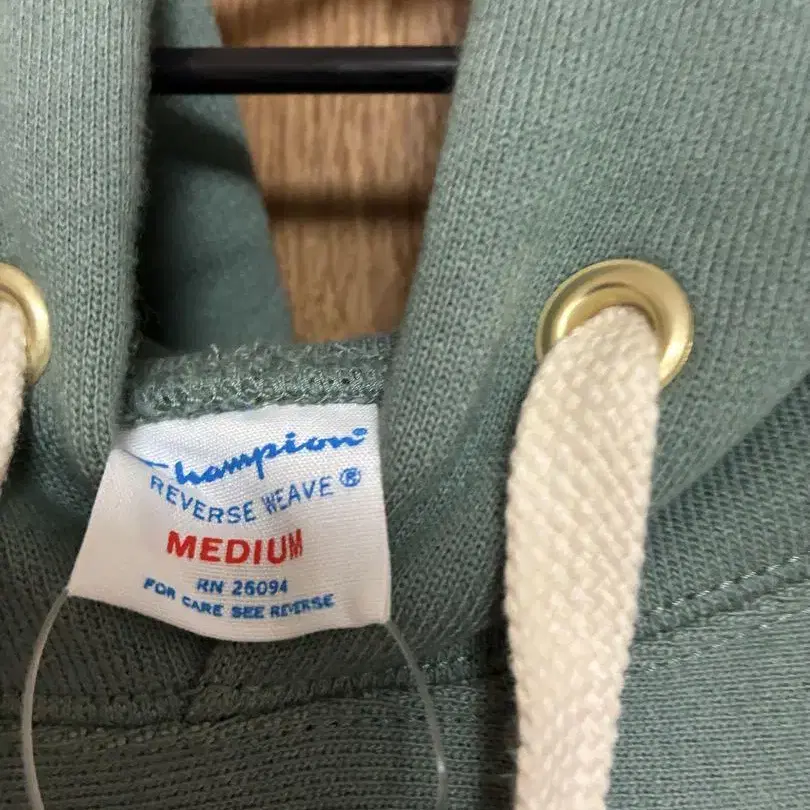 Champion®
REVERSE WEAVE®
MEDIUM
RN 26094
FOR CARE SEE REVERSE